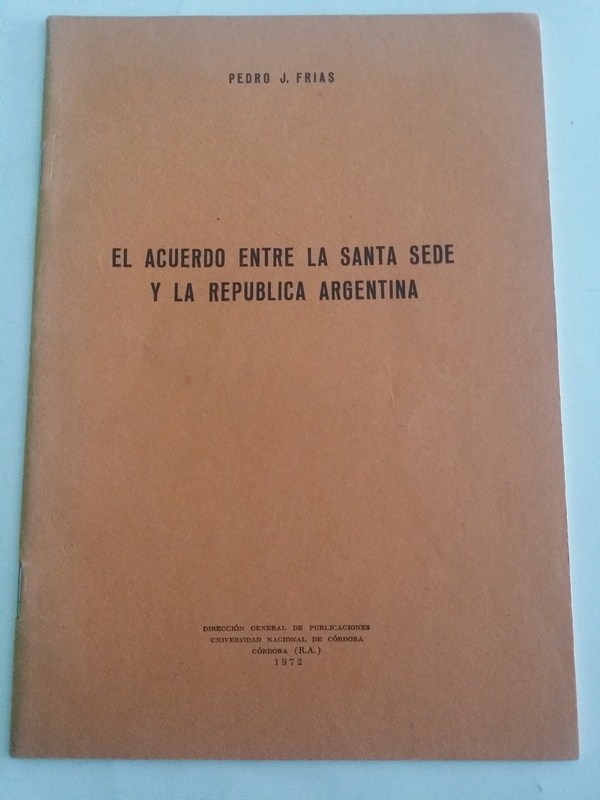 PEDRO J. FRIAS
EL ACUERDO ENTRE LA SANTA SEDE
Y LA REPUBLICA ARGENTINA
DIRECCIÓN GENERAL DE PUBLICACIONES
UNIVERSIDAD NACIONAL DE CÓRDOBA
CÓRDOBA (R.A.)
1972